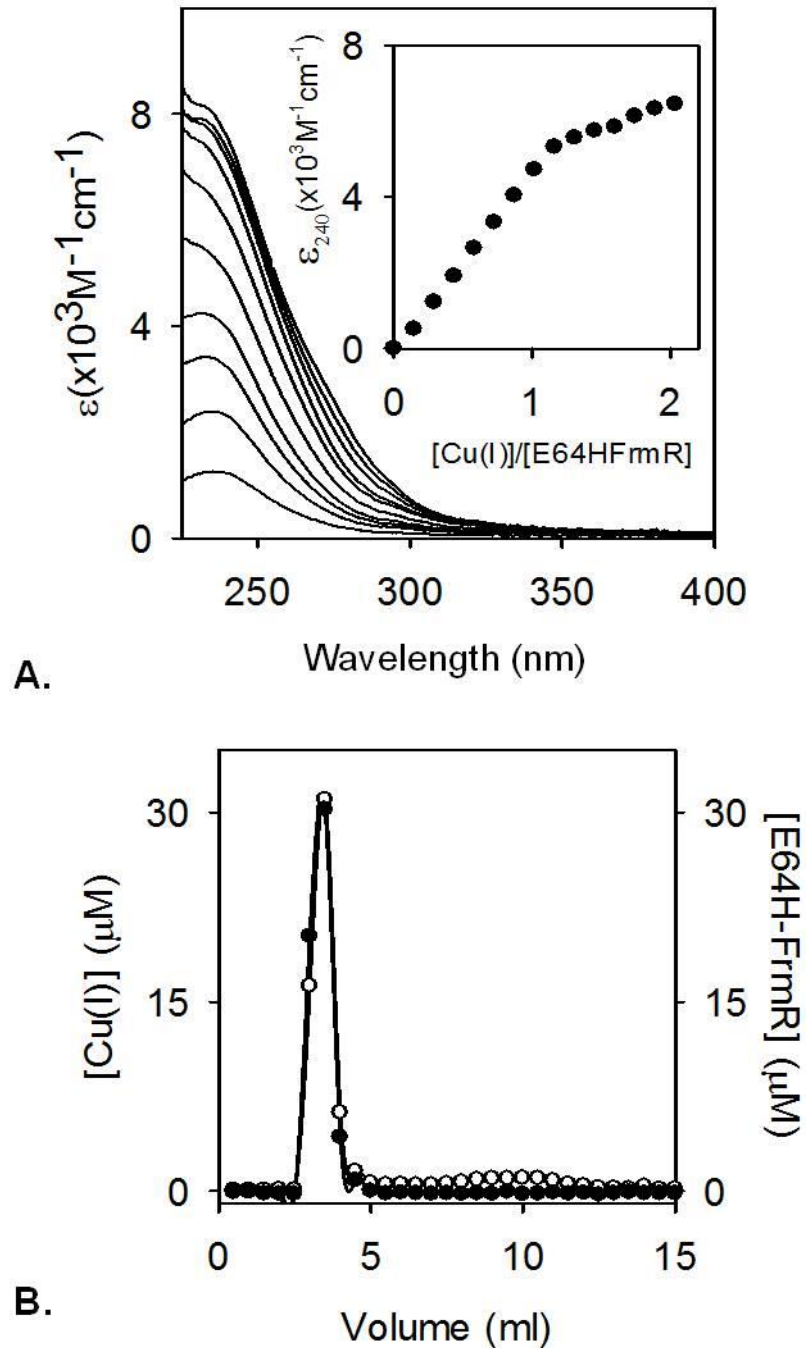 8
4
0
ε(x10³M⁻¹cm⁻¹)
250
300
350
400
Wavelength (nm)
8
4
0
ε₂₄₀(x10³M⁻¹cm⁻¹)
0
1
2
[Cu(I)]/[E64HFrmR]
A.
30
15
0
[Cu(I)] (μM)
30
15
0
[E64H-FrmR] (μM)
0
5
10
15
Volume (ml)
B.